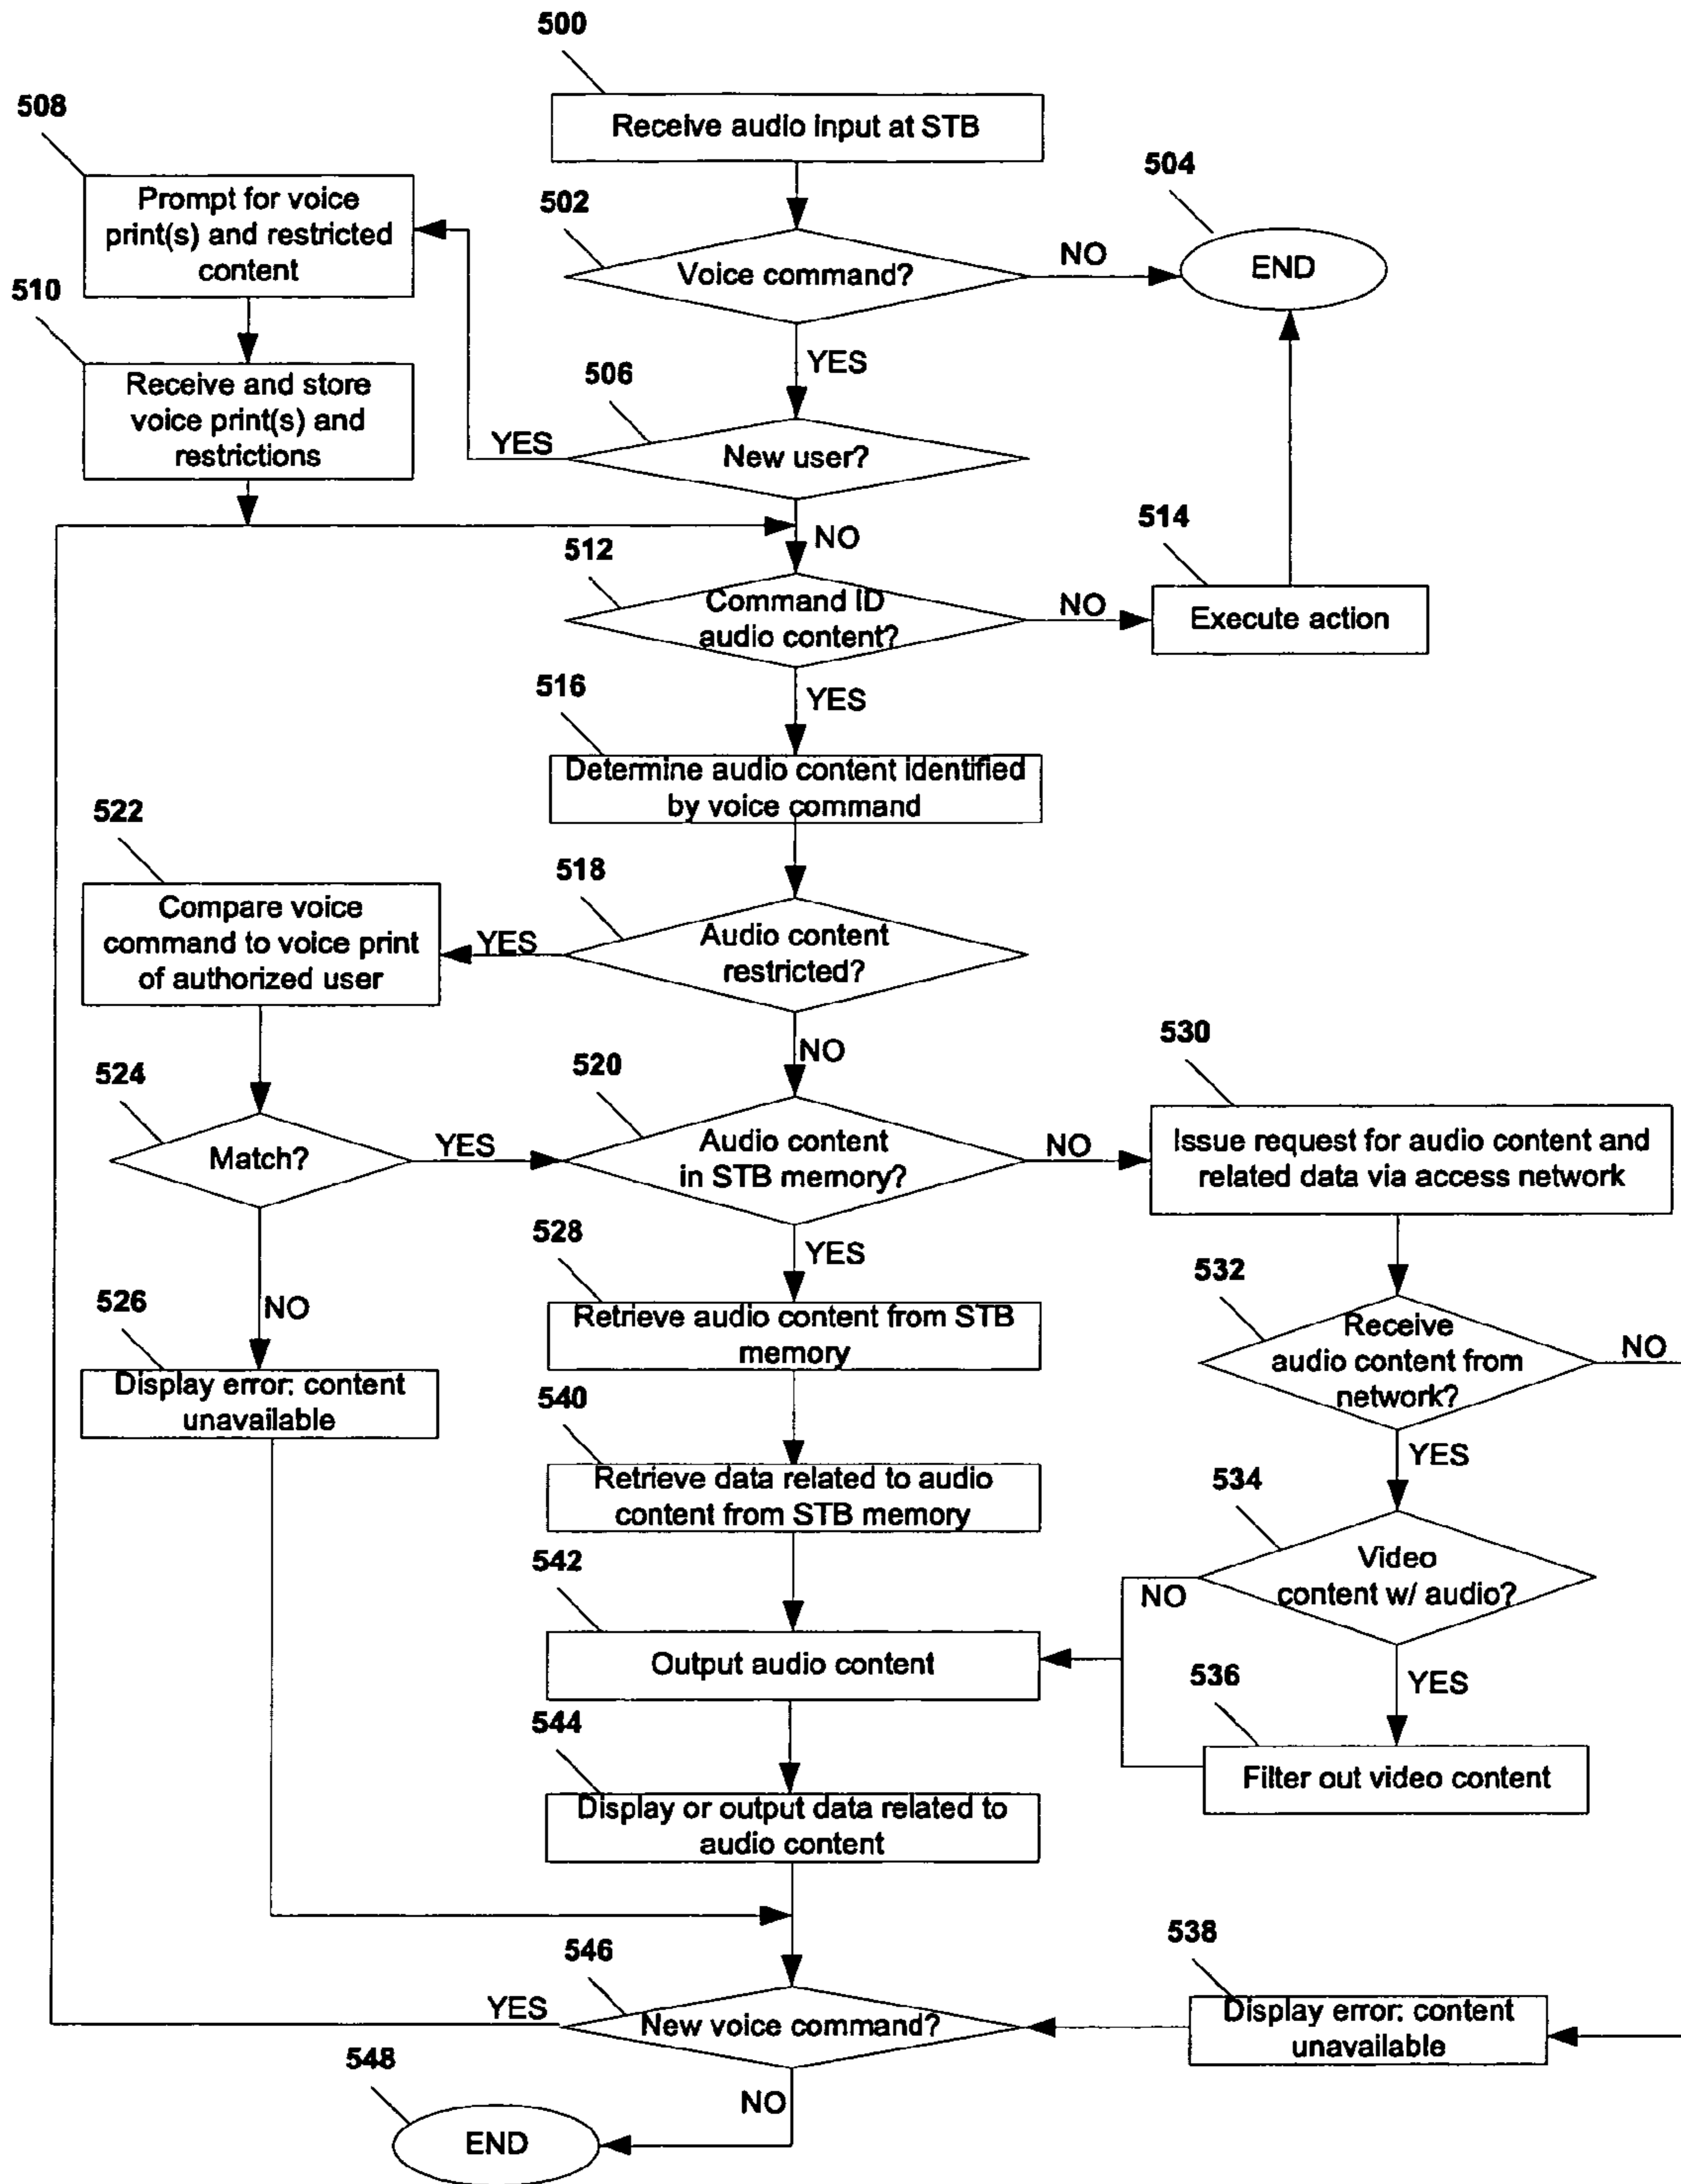 500
Receive audio input at STB
508
Prompt for voice
print(s) and restricted
content
502
Voice command?
NO
504
END
510
Receive and store
voice print(s) and
restrictions
YES
506
New user?
YES
NO
512
Command ID
audio content?
NO
514
Execute action
YES
516
Determine audio content identified
by voice command
522
Compare voice
command to voice print
of authorized user
518
Audio content
restricted?
YES
NO
524
Match?
YES
520
Audio content
in STB memory?
NO
530
Issue request for audio content and
related data via access network
YES
528
Retrieve audio content from STB
memory
532
Receive
audio content from
network?
NO
NO
526
Display error: content
unavailable
540
Retrieve data related to audio
content from STB memory
YES
534
Video
content w/ audio?
NO
542
Output audio content
YES
536
Filter out video content
544
Display or output data related to
audio content
546
New voice command?
YES
538
Display error: content
unavailable
NO
548
END